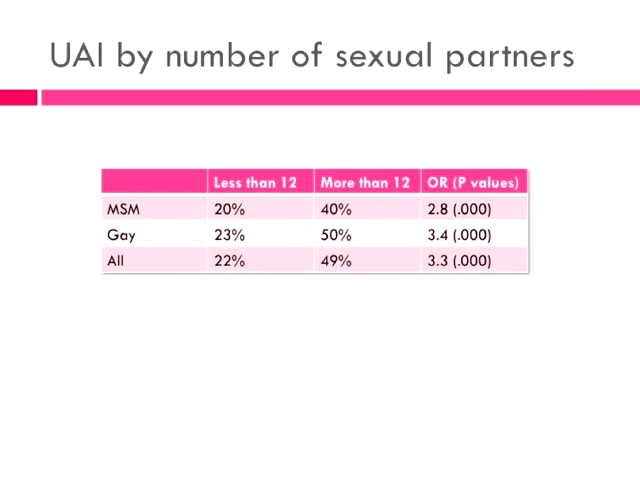 UAI by number of sexual partners
Less than 12 More than 12 OR (P values)
MSM 20% 40% 2.8 (.000)
Gay 23% 50% 3.4 (.000)
All 22% 49% 3.3 (.000)